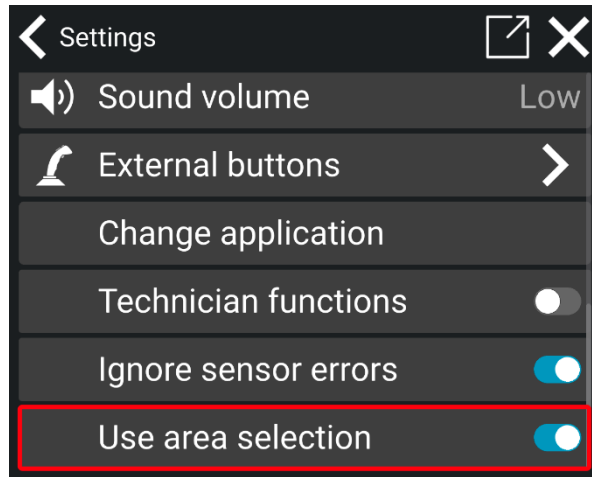 Settings
Sound volume Low
External buttons
Change application
Technician functions
Ignore sensor errors
Use area selection